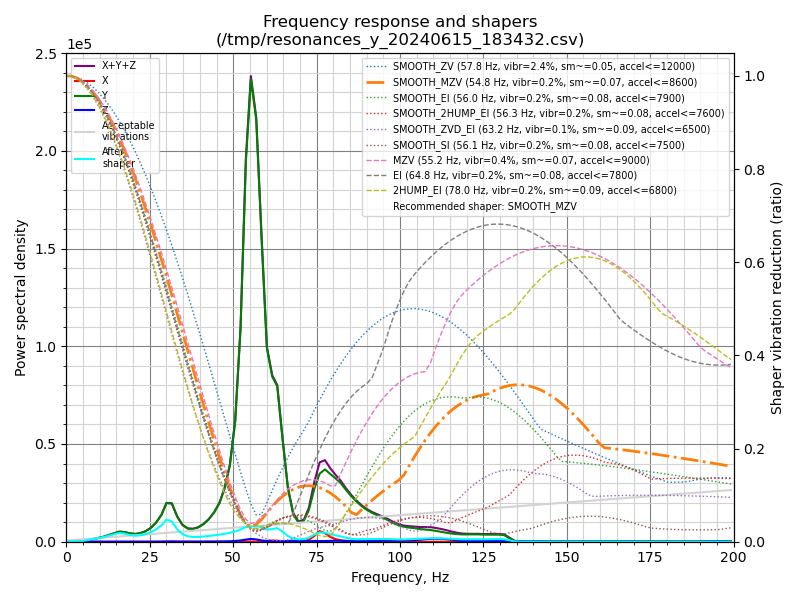 Frequency response and shapers
(/tmp/resonances_y_20240615_183432.csv)
1e5
2.5
2.0
1.5
1.0
0.5
0.0
Power spectral density
X+Y+Z
X
Y
Z
Acceptable
vibrations
After
shaper
SMOOTH_ZV (57.8 Hz, vibr=2.4%, sm~=0.05, accel<=12000)
SMOOTH_MZV (54.8 Hz, vibr=0.2%, sm~=0.07, accel<=8600)
SMOOTH_EI (56.0 Hz, vibr=0.2%, sm~=0.08, accel<=7900)
SMOOTH_2HUMP_EI (56.3 Hz, vibr=0.2%, sm~=0.08, accel<=7600)
SMOOTH_ZVD_EI (63.2 Hz, vibr=0.1%, sm~=0.09, accel<=6500)
SMOOTH_SI (56.1 Hz, vibr=0.2%, sm~=0.08, accel<=7500)
MZV (55.2 Hz, vibr=0.4%, sm~=0.07, accel<=9000)
EI (64.8 Hz, vibr=0.2%, sm~=0.08, accel<=7800)
2HUMP_EI (78.0 Hz, vibr=0.2%, sm~=0.09, accel<=6800)
Recommended shaper: SMOOTH_MZV
1.0
0.8
0.6
0.4
0.2
0.0
Shaper vibration reduction (ratio)
0 25 50 75 100 125 150 175 200
Frequency, Hz